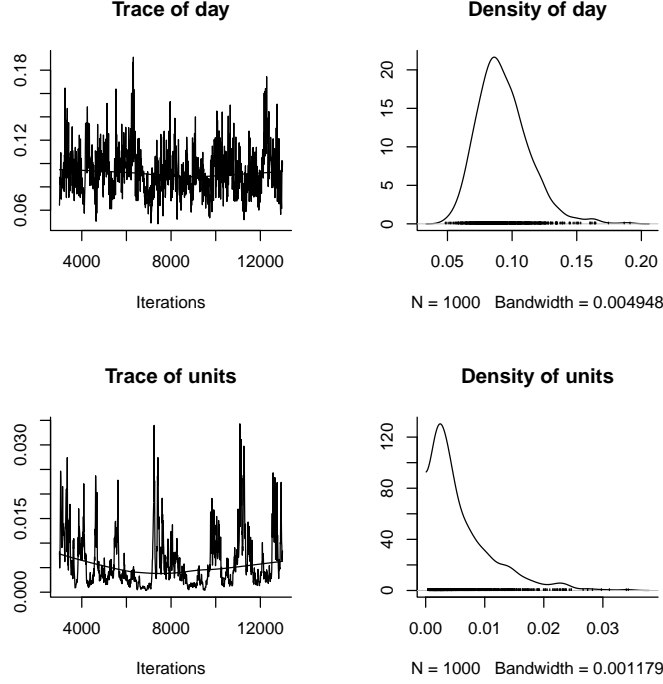 Trace of day
0.06 0.12 0.18
4000 8000 12000
Iterations
Density of day
0 5 10 15 20
0.05 0.10 0.15 0.20
N = 1000 Bandwidth = 0.004948
Trace of units
0.000 0.015 0.030
4000 8000 12000
Iterations
Density of units
0 40 80 120
0.00 0.01 0.02 0.03
N = 1000 Bandwidth = 0.001179